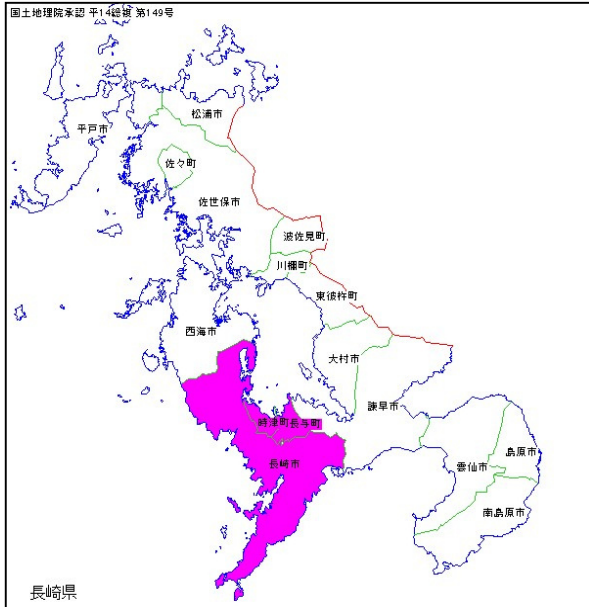 国土地理院承認 平14総複 第149号
松浦市
平戸市
佐々町
佐世保市
波佐見町
川棚町
東彼杵町
西海市
大村市
諫早市
時津町
長与町
島原市
長崎市
雲仙市
南島原市
長崎県